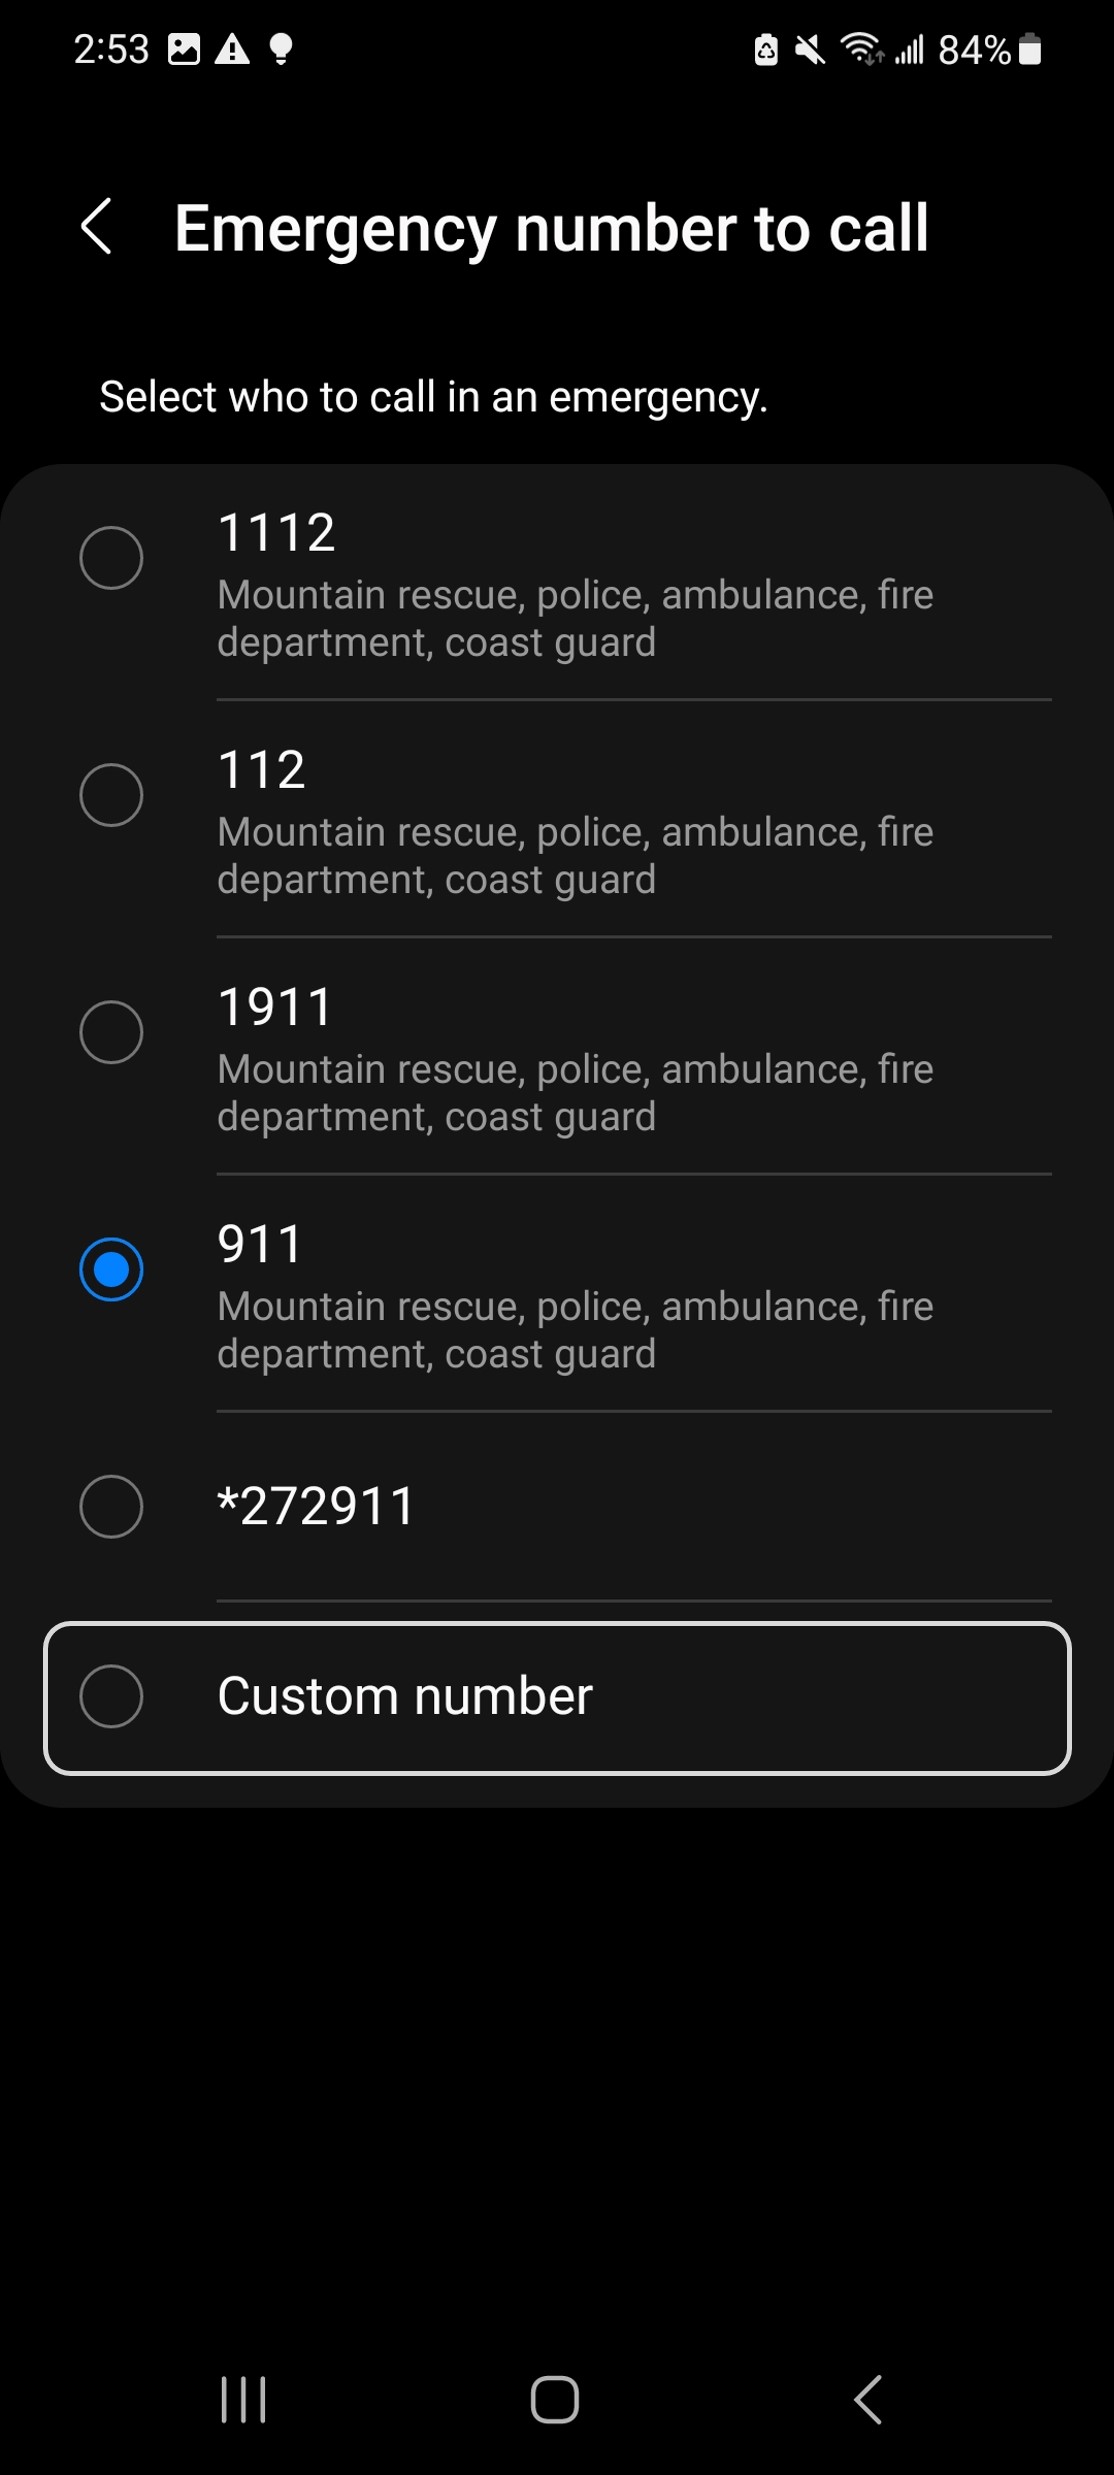 2:53 84%
Emergency number to call
Select who to call in an emergency.
1112
Mountain rescue, police, ambulance, fire
department, coast guard
112
Mountain rescue, police, ambulance, fire
department, coast guard
1911
Mountain rescue, police, ambulance, fire
department, coast guard
911
Mountain rescue, police, ambulance, fire
department, coast guard
*272911
Custom number